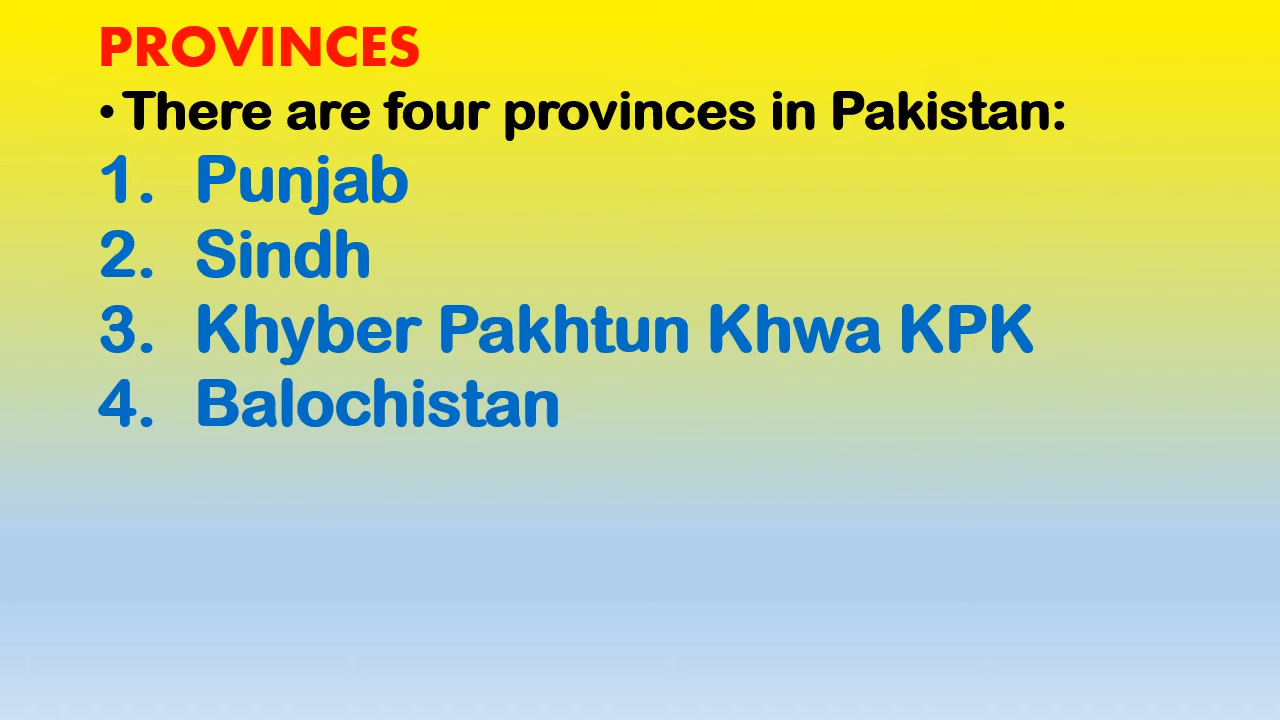 PROVINCES
• There are four provinces in Pakistan:
1. Punjab
2. Sindh
3. Khyber Pakhtun Khwa KPK
4. Balochistan